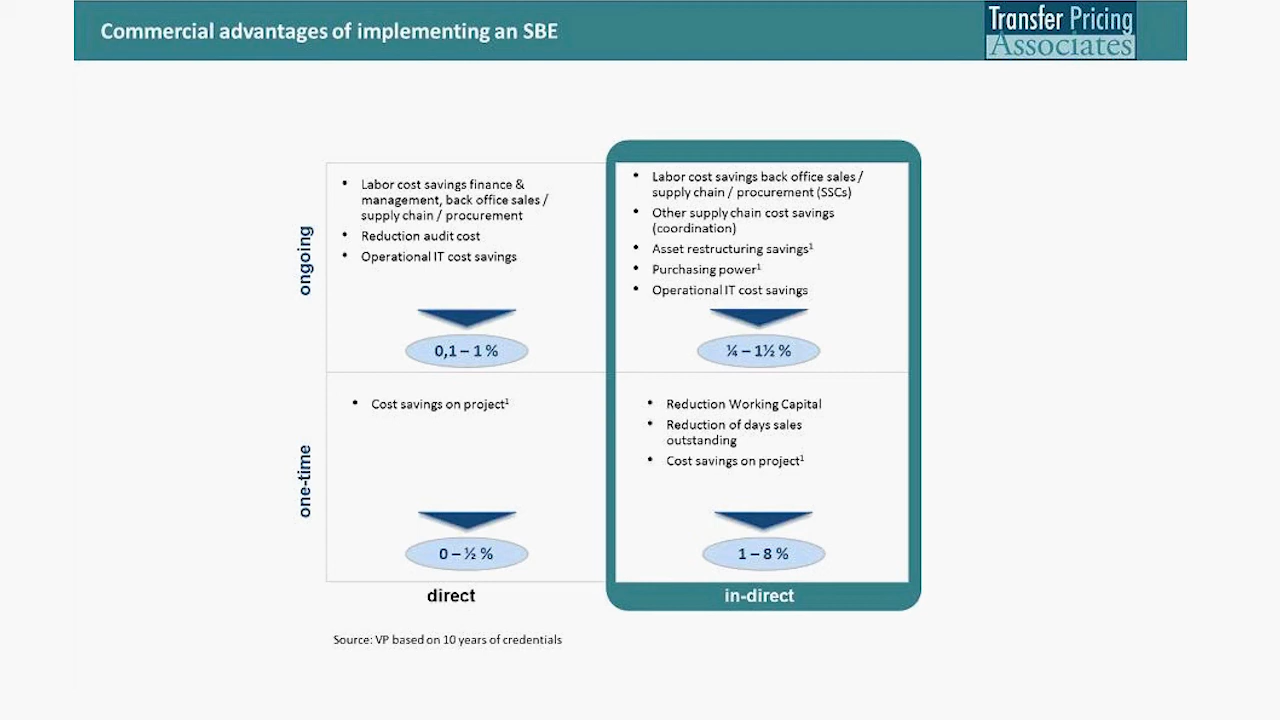 Commercial advantages of implementing an SBE
Transfer Pricing
Associates
ongoing
• Labor cost savings finance &
management, back office sales /
supply chain / procurement
• Reduction audit cost
• Operational IT cost savings
0,1 – 1 %
• Labor cost savings back office sales /
supply chain / procurement (SSCs)
• Other supply chain cost savings
(coordination)
• Asset restructuring savings¹
• Purchasing power¹
• Operational IT cost savings
¼ – 1½ %
one-time
• Cost savings on project¹
0 – ½ %
• Reduction Working Capital
• Reduction of days sales
outstanding
• Cost savings on project¹
1 – 8 %
direct
in-direct
Source: VP based on 10 years of credentials